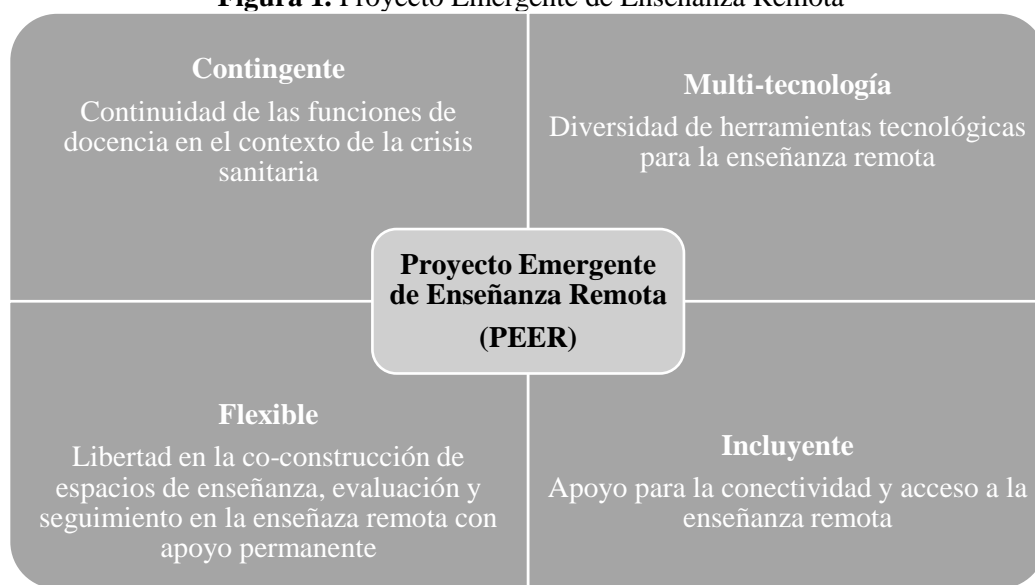 Figura 1. Proyecto Emergente de Enseñanza Remota
Contingente
Continuidad de las funciones de
docencia en el contexto de la crisis
sanitaria
Multi-tecnología
Diversidad de herramientas tecnológicas
para la enseñanza remota
Proyecto Emergente
de Enseñanza Remota
(PEER)
Flexible
Libertad en la co-construcción de
espacios de enseñanza, evaluación y
seguimiento en la enseñaza remota con
apoyo permanente
Incluyente
Apoyo para la conectividad y acceso a la
enseñanza remota